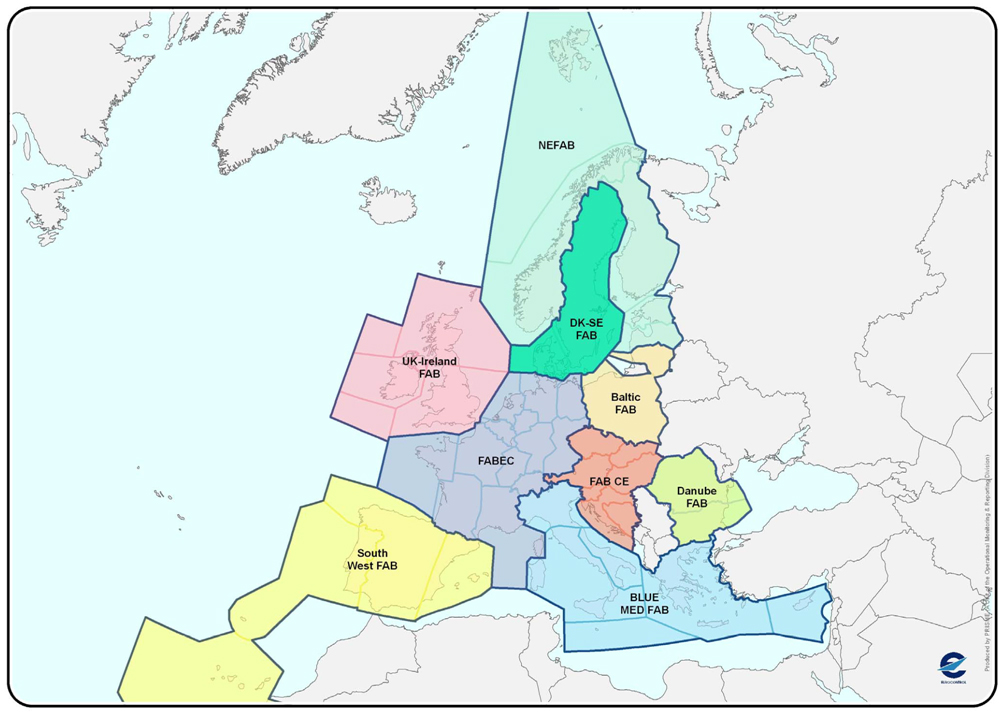 NEFAB
DK-SE
FAB
UK-Ireland
FAB
Baltic
FAB
FABEC
FAB CE
Danube
FAB
South
West FAB
BLUE
MED FAB
EUROCONTROL